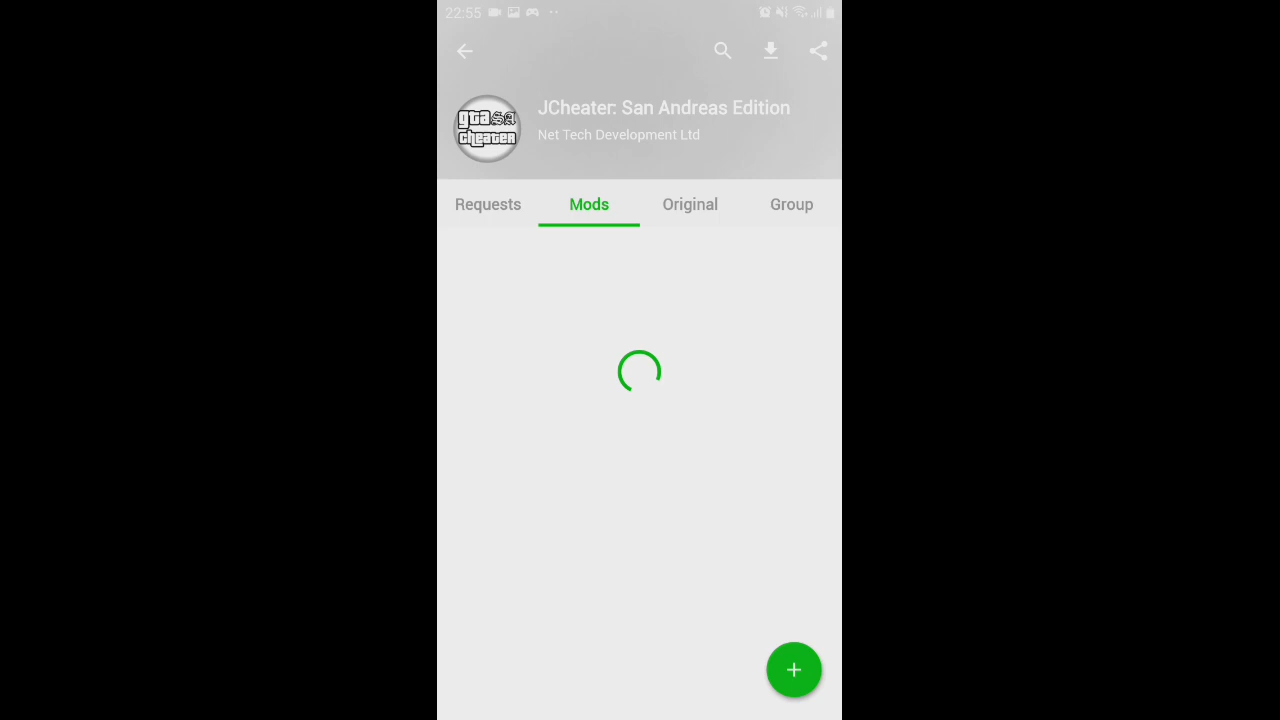 22:55
JCheater: San Andreas Edition
Net Tech Development Ltd
gta SA
cheater
Requests
Mods
Original
Group